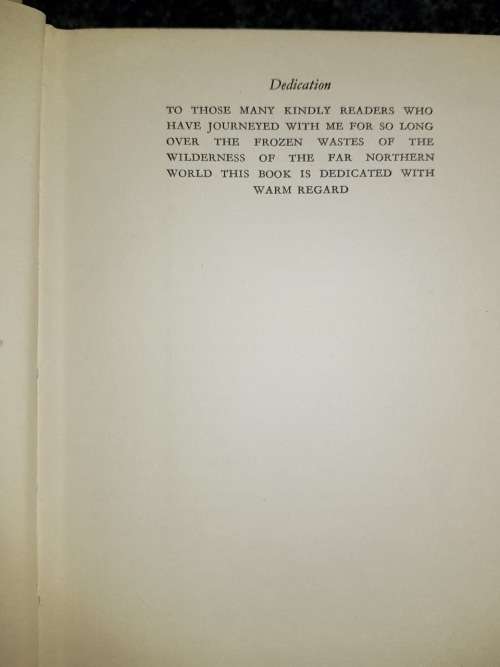 Dedication
TO THOSE MANY KINDLY READERS WHO
HAVE JOURNEYED WITH ME FOR SO LONG
OVER THE FROZEN WASTES OF THE
WILDERNESS OF THE FAR NORTHERN
WORLD THIS BOOK IS DEDICATED WITH
WARM REGARD